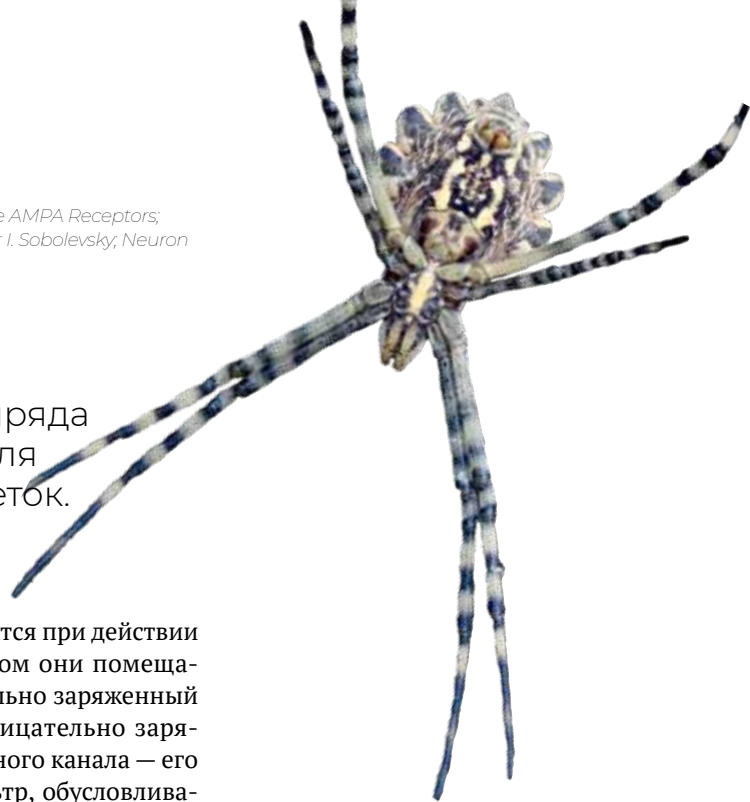 e AMPA Receptors;
I. Sobolevsky; Neuron
ряда
ля
еток.
тся при действии
ом они помеща-
льно заряженный
ицательно заря-
ного канала — его
ьтр, обусловлива-